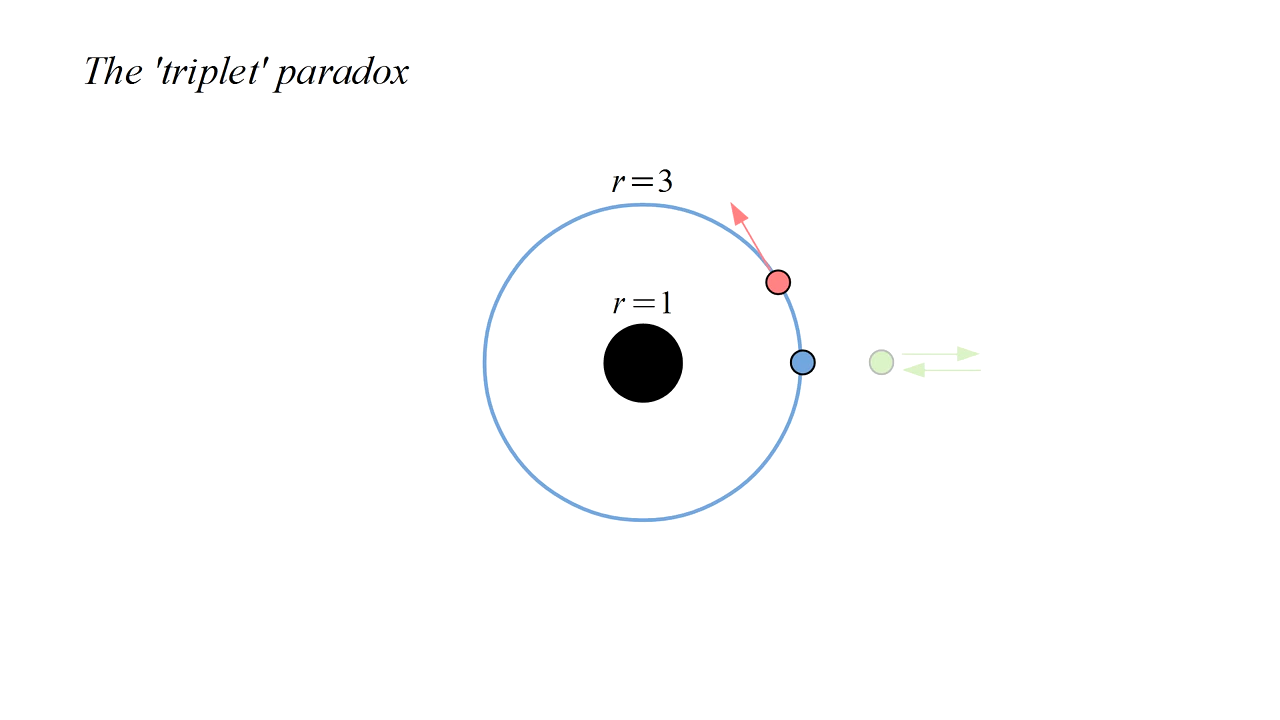 The 'triplet' paradox
r=3
r=1